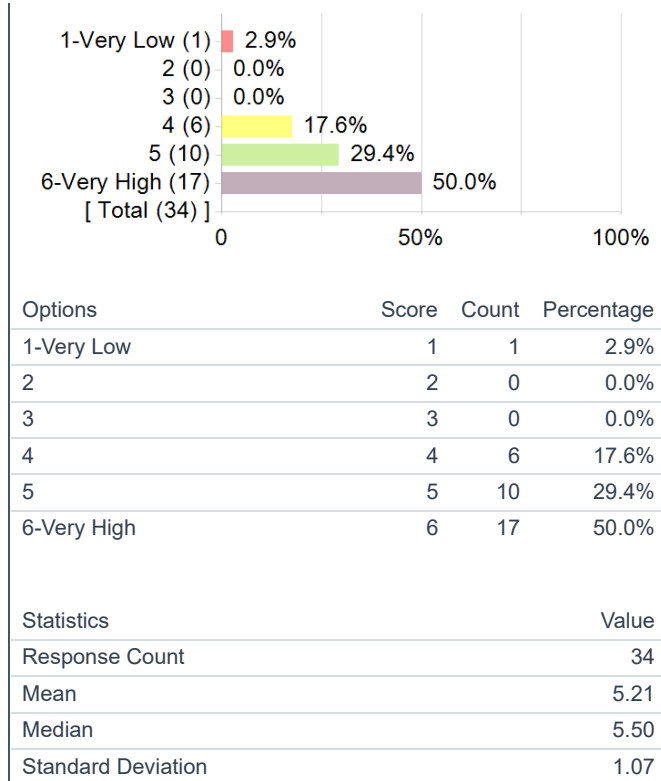 1-Very Low (1) 2.9%
2 (0) 0.0%
3 (0) 0.0%
4 (6) 17.6%
5 (10) 29.4%
6-Very High (17) 50.0%
[ Total (34) ]
0 50% 100%
Options Score Count Percentage
1-Very Low 1 1 2.9%
2 2 0 0.0%
3 3 0 0.0%
4 4 6 17.6%
5 5 10 29.4%
6-Very High 6 17 50.0%
Statistics Value
Response Count 34
Mean 5.21
Median 5.50
Standard Deviation 1.07